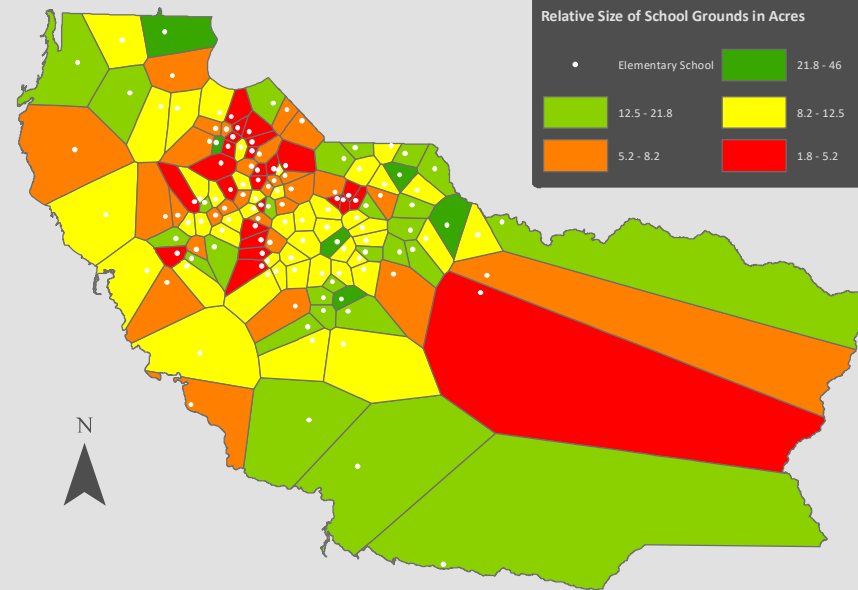 Relative Size of School Grounds in Acres
Elementary School
21.8 - 46
12.5 - 21.8
8.2 - 12.5
5.2 - 8.2
1.8 - 5.2
N